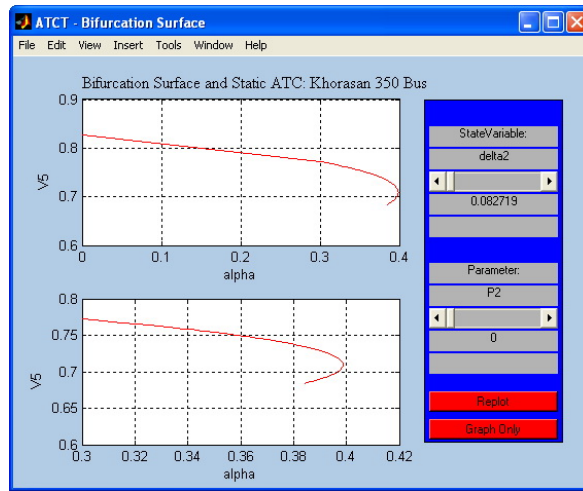 ATCT - Bifurcation Surface
File Edit View Insert Tools Window Help
Bifurcation Surface and Static ATC: Khorasan 350 Bus
0.9
0.8
0.7
0.6
V5
0 0.1 0.2 0.3 0.4
alpha
0.8
0.75
0.7
0.65
0.6
V5
0.3 0.32 0.34 0.36 0.38 0.4 0.42
alpha
StateVariable:
delta2
0.082719
Parameter:
P2
0
Replot
Graph Only